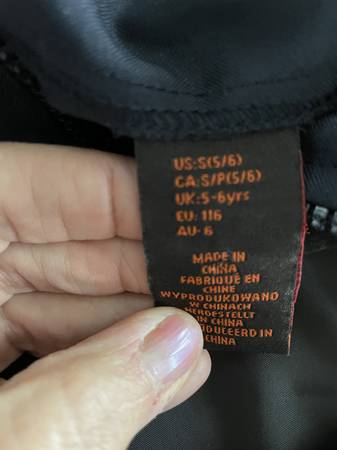 US:S(5/6)
CA:S/P(5/6)
UK:5-6yrs
EU: 116
AU- 6
MADE IN
CHINA
FABRIQUÉ EN
CHINE
WYPRODUKOWANO
W CHINACH
HERGESTELLT
IN CHINA
ODUCEERD IN
CHINA